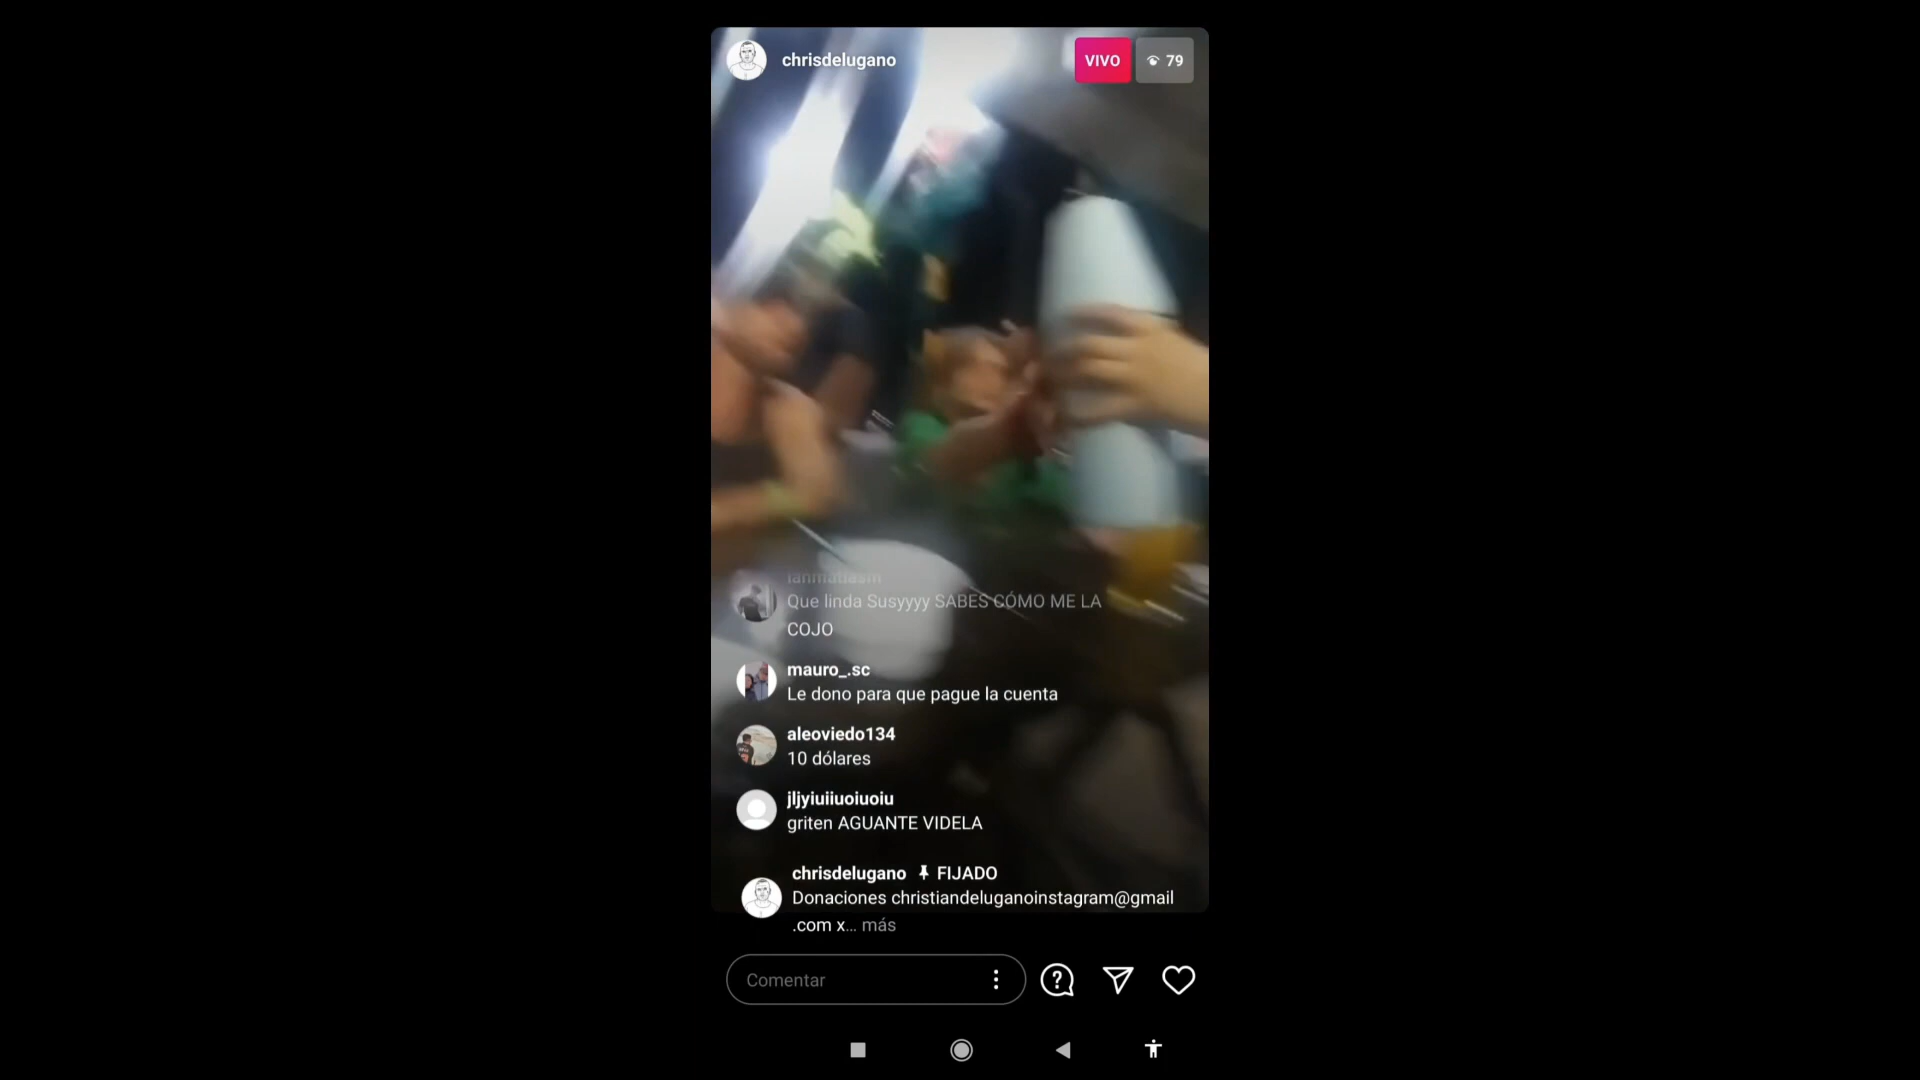 chrisdelugano
VIVO
79
ianmatiasm
Que linda Susyyyy SABES CÓMO ME LA
COJO
mauro_.sc
Le dono para que pague la cuenta
aleoviedo134
10 dólares
jljyiuiiuoiuoiu
griten AGUANTE VIDELA
chrisdelugano FIJADO
Donaciones christiandeluganoinstagram@gmail
.com x... más
Comentar